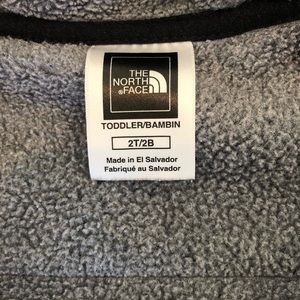 THE
NORTH
®FACE
TODDLER/BAMBIN
2T/2B
Made in El Salvador
Fabriqué au Salvador